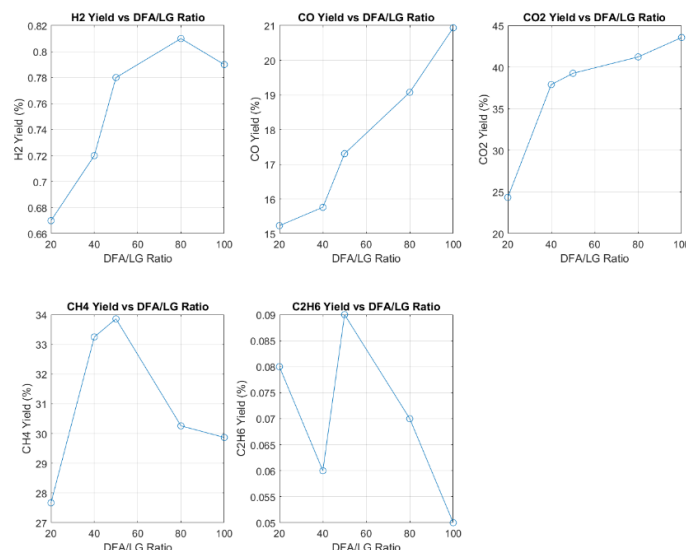 H2 Yield vs DFA/LG Ratio
H2 Yield (%)
0.82
0.8
0.78
0.76
0.74
0.72
0.7
0.68
0.66
20 40 60 80 100
DFA/LG Ratio
CO Yield vs DFA/LG Ratio
CO Yield (%)
21
20
19
18
17
16
15
20 40 60 80 100
DFA/LG Ratio
CO2 Yield vs DFA/LG Ratio
CO2 Yield (%)
45
40
35
30
25
20
20 40 60 80 100
DFA/LG Ratio
CH4 Yield vs DFA/LG Ratio
CH4 Yield (%)
34
33
32
31
30
29
28
27
20 40 60 80 100
DFA/LG Ratio
C2H6 Yield vs DFA/LG Ratio
C2H6 Yield (%)
0.09
0.085
0.08
0.075
0.07
0.065
0.06
0.055
0.05
20 40 60 80 100
DFA/LG Ratio